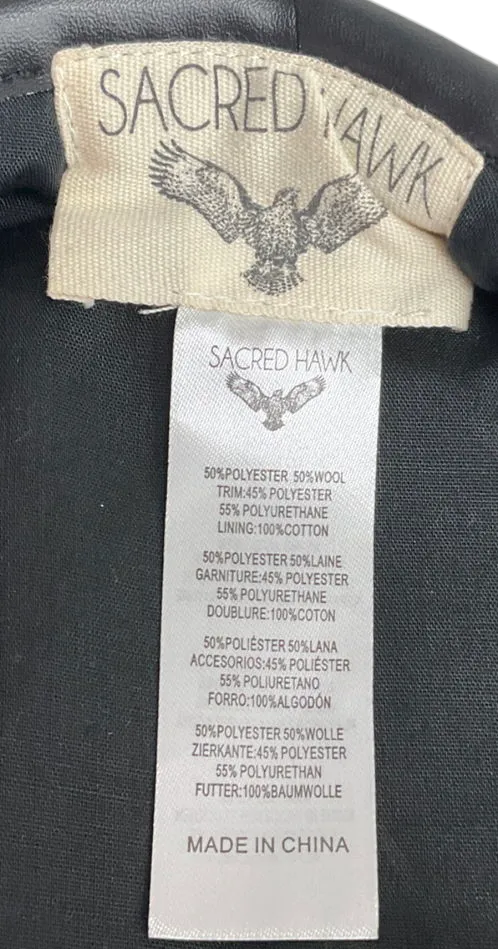 SACRED HAWK
SACRED HAWK
50%POLYESTER 50%WOOL
TRIM:45% POLYESTER
55% POLYURETHANE
LINING:100%COTTON
50%POLYESTER 50%LAINE
GARNITURE:45% POLYESTER
55% POLYURETHANE
DOUBLURE:100%COTON
50%POLIÉSTER 50%LANA
ACCESORIOS:45% POLIÉSTER
55% POLIURETANO
FORRO:100%ALGODÓN
50%POLYESTER 50%WOLLE
ZIERKANTE:45% POLYESTER
55% POLYURETHAN
FUTTER:100%BAUMWOLLE
MADE IN CHINA